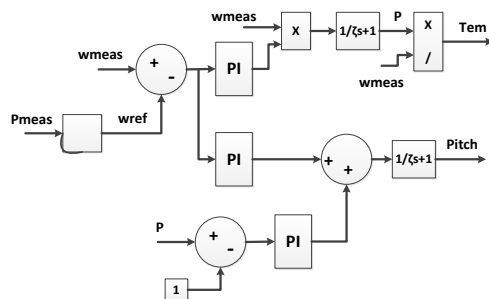 wmeas
P
Tem
X
1/ζs+1
X
/
wmeas
+
-
PI
wmeas
Pmeas
wref
PI
+
+
1/ζs+1
Pitch
P
+
-
PI
1